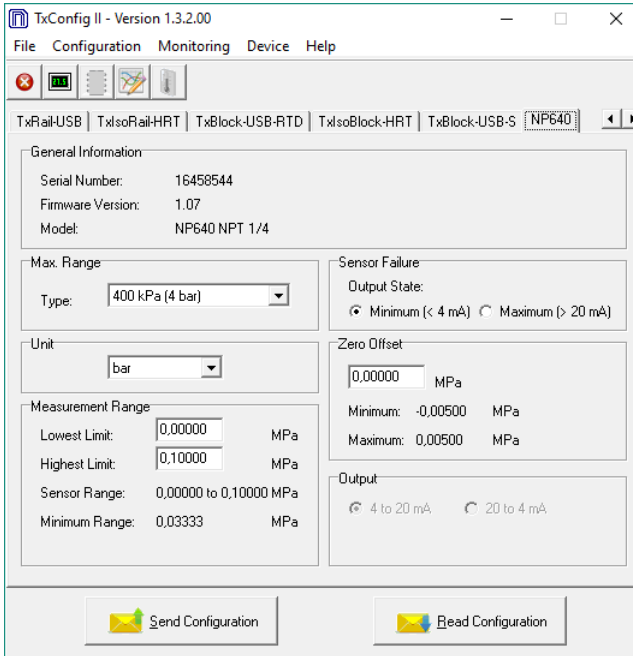 TxConfig II - Version 1.3.2.00
File Configuration Monitoring Device Help
27.5
TxRail-USB TxIsoRail-HRT TxBlock-USB-RTD TxIsoBlock-HRT TxBlock-USB-S NP640
General Information
Serial Number: 16458544
Firmware Version: 1.07
Model: NP640 NPT 1/4
Max. Range
Type: 400 kPa (4 bar)
Sensor Failure
Output State:
Minimum (< 4 mA) Maximum (> 20 mA)
Unit
bar
Zero Offset
0,00000 MPa
Minimum: -0,00500 MPa
Maximum: 0,00500 MPa
Measurement Range
Lowest Limit: 0,00000 MPa
Highest Limit: 0,10000 MPa
Sensor Range: 0,00000 to 0,10000 MPa
Minimum Range: 0,03333 MPa
Output
4 to 20 mA 20 to 4 mA
Send Configuration Read Configuration